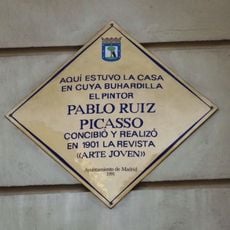 AQUÍ ESTUVO LA CASA
EN CUYA BUHARDILLA
EL PINTOR
PABLO RUIZ
PICASSO
CONCIBIÓ Y REALIZÓ
EN 1901 LA REVISTA
((ARTE JOVEN))
Ayuntamiento de Madrid
1991